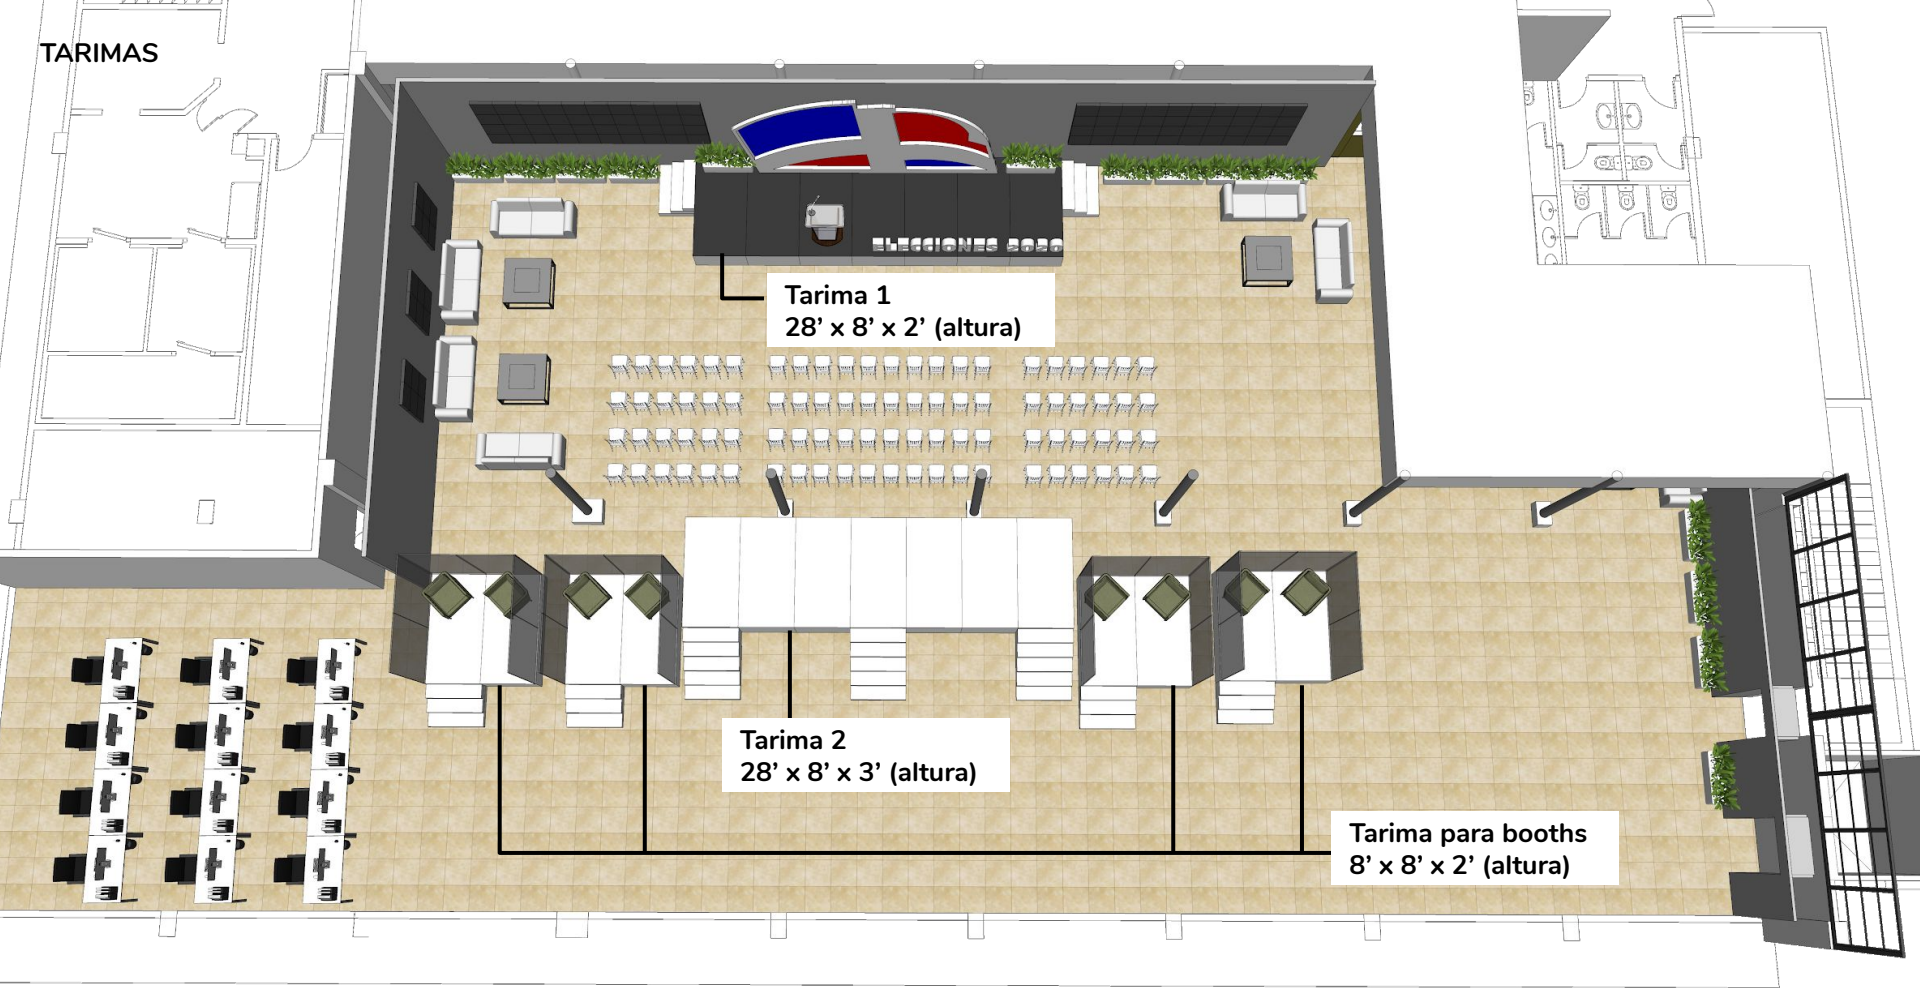 TARIMAS
ELECCIONES 2020
Tarima 1
28’ x 8’ x 2’ (altura)
Tarima 2
28’ x 8’ x 3’ (altura)
Tarima para booths
8’ x 8’ x 2’ (altura)